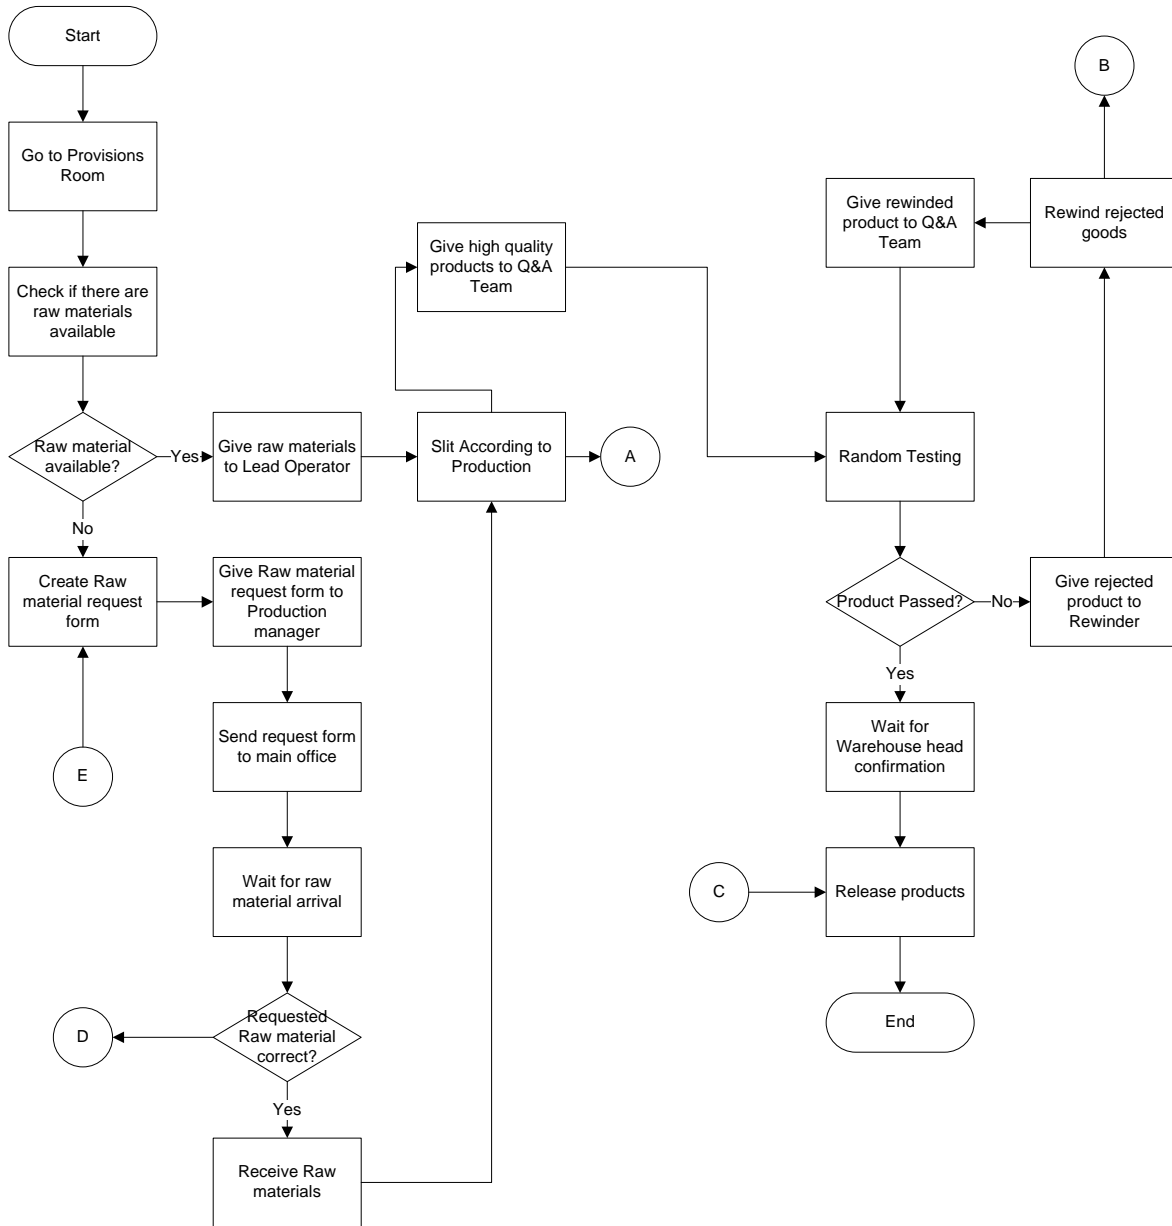 Start
Go to Provisions
Room
Check if there are
raw materials
available
Raw material
available?
Yes
Give raw materials
to Lead Operator
No
Create Raw
material request
form
Give Raw material
request form to
Production
manager
E
Send request form
to main office
Wait for raw
material arrival
Requested
Raw material
correct?
D
Yes
Receive Raw
materials
Give high quality
products to Q&A
Team
Slit According to
Production
A
B
Give rewinded
product to Q&A
Team
Rewind rejected
goods
Random Testing
Product Passed?
No
Give rejected
product to
Rewinder
Yes
Wait for
Warehouse head
confirmation
C
Release products
End